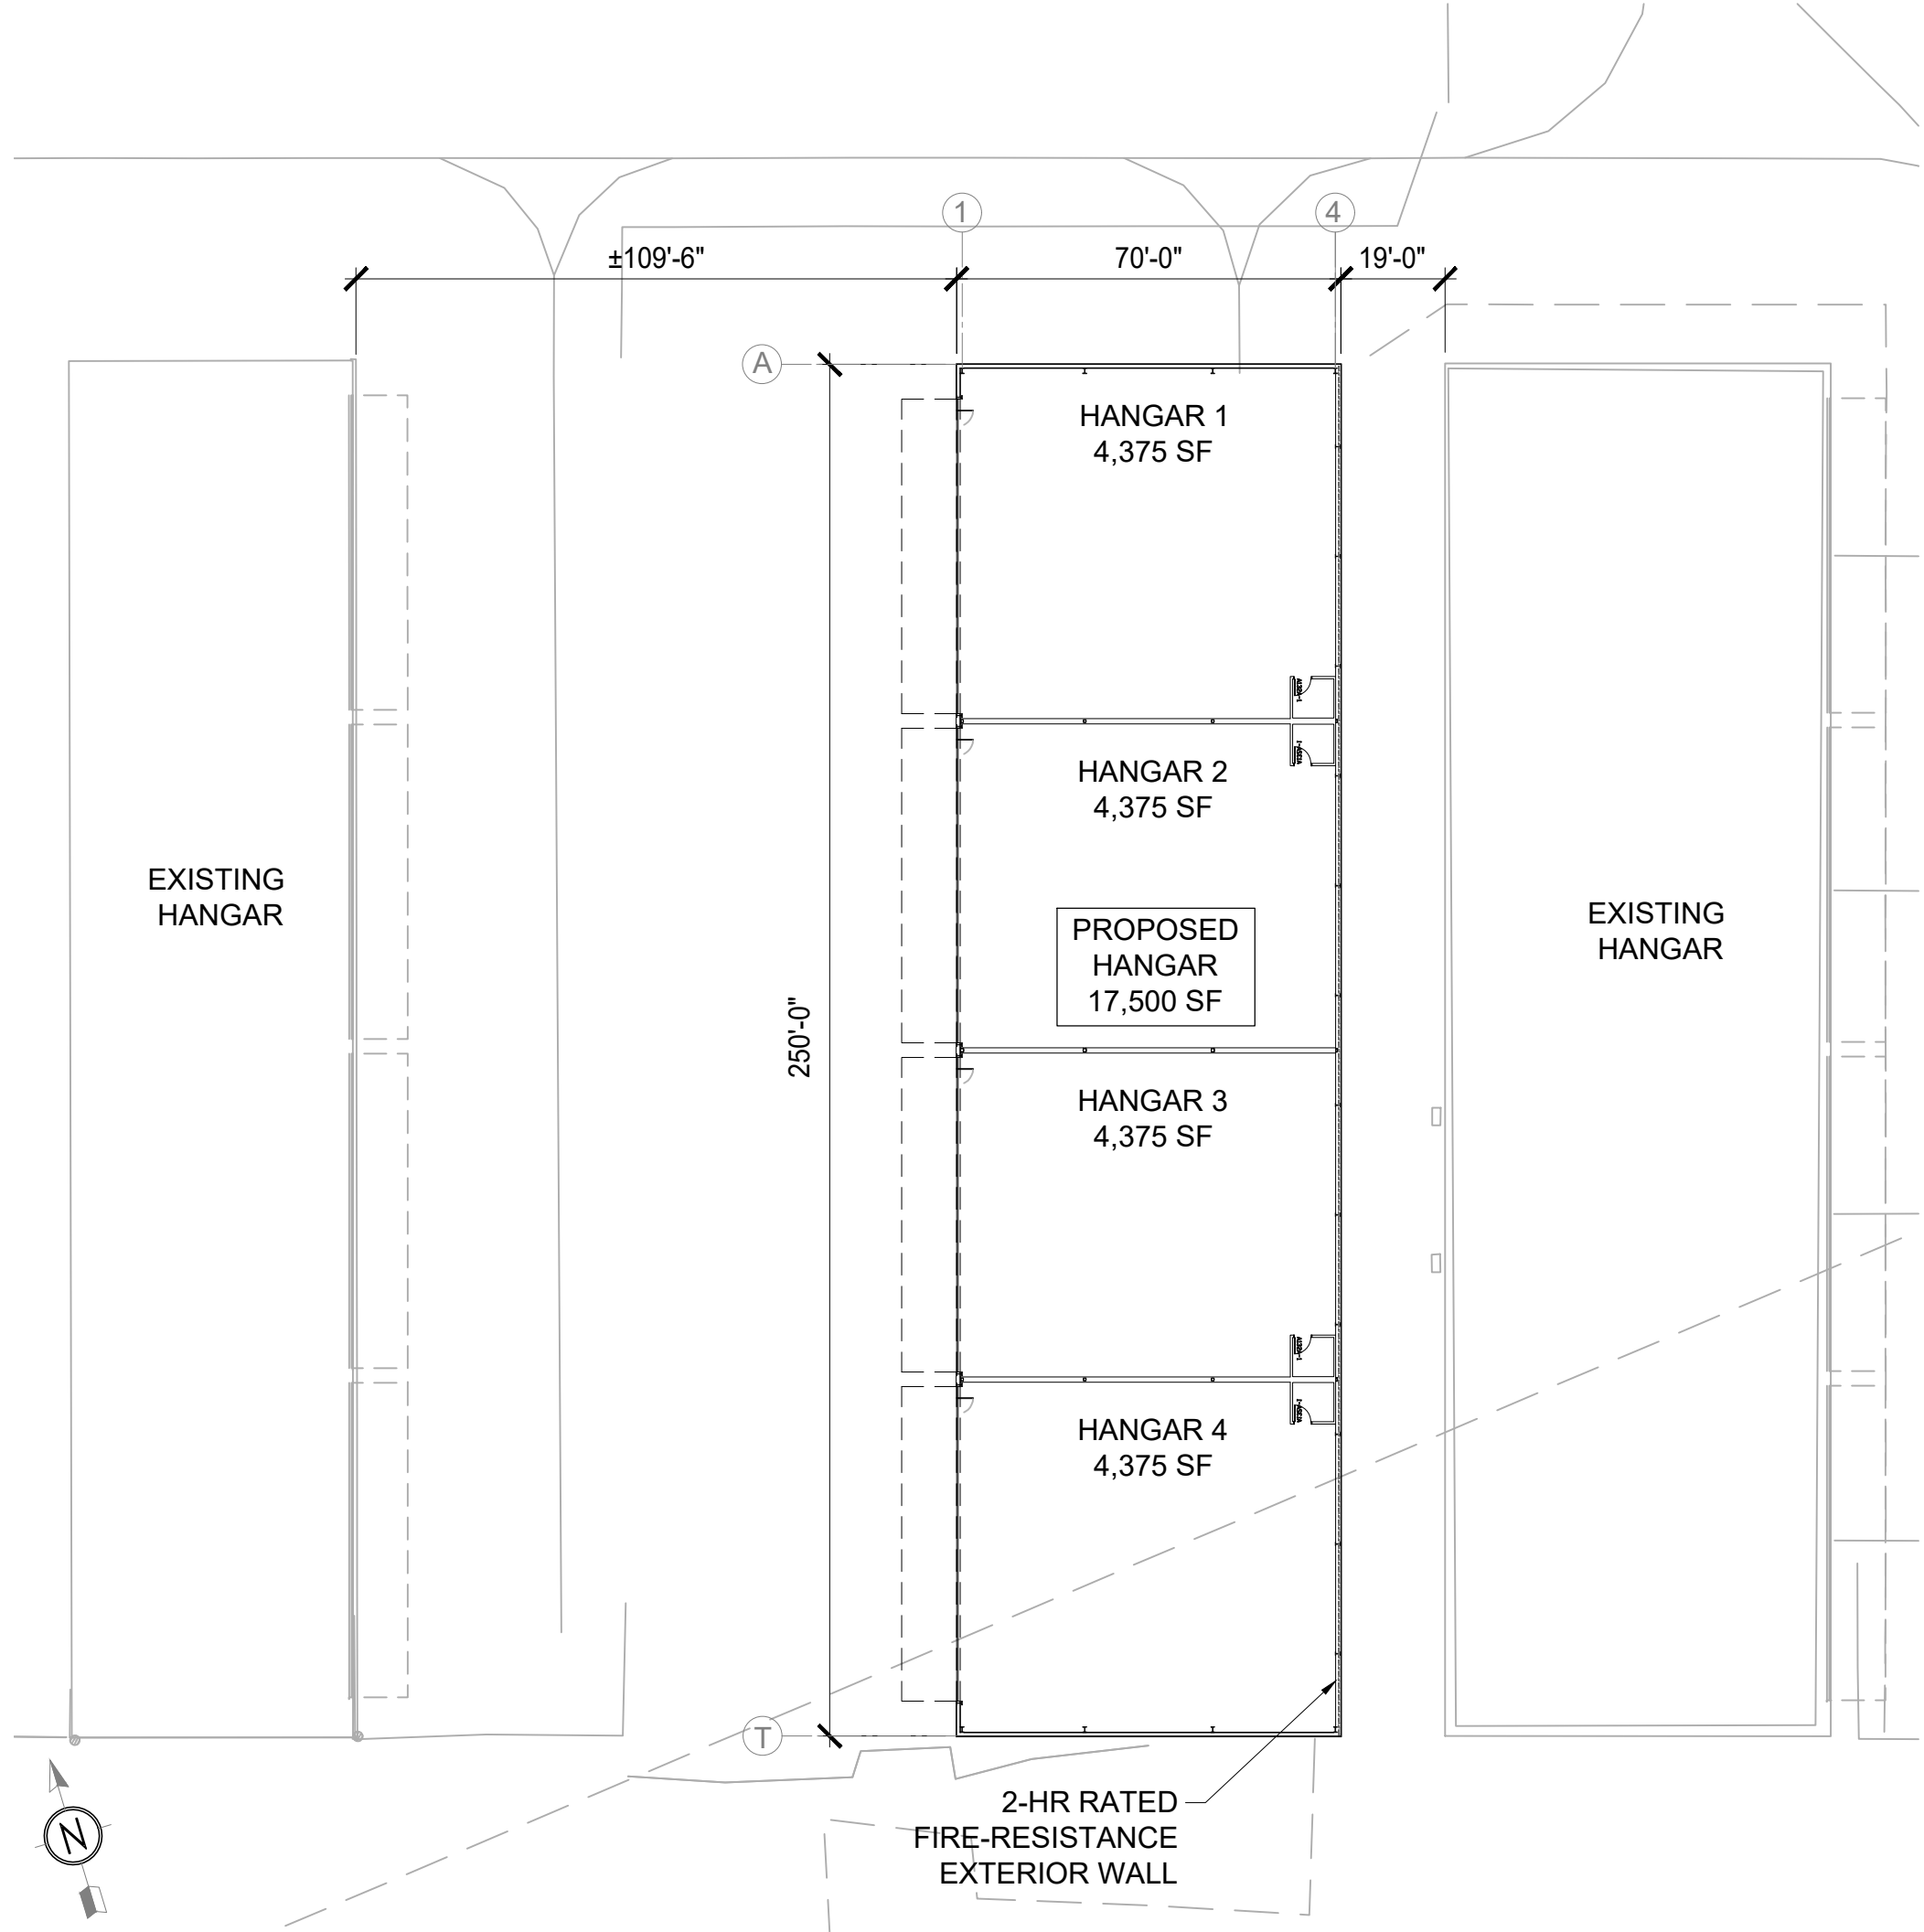 1
4
±109'-6"
70'-0"
19'-0"
A
HANGAR 1
4,375 SF
HANGAR 2
4,375 SF
EXISTING
HANGAR
PROPOSED
HANGAR
17,500 SF
EXISTING
HANGAR
250'-0"
HANGAR 3
4,375 SF
HANGAR 4
4,375 SF
T
2-HR RATED
FIRE-RESISTANCE
EXTERIOR WALL
N